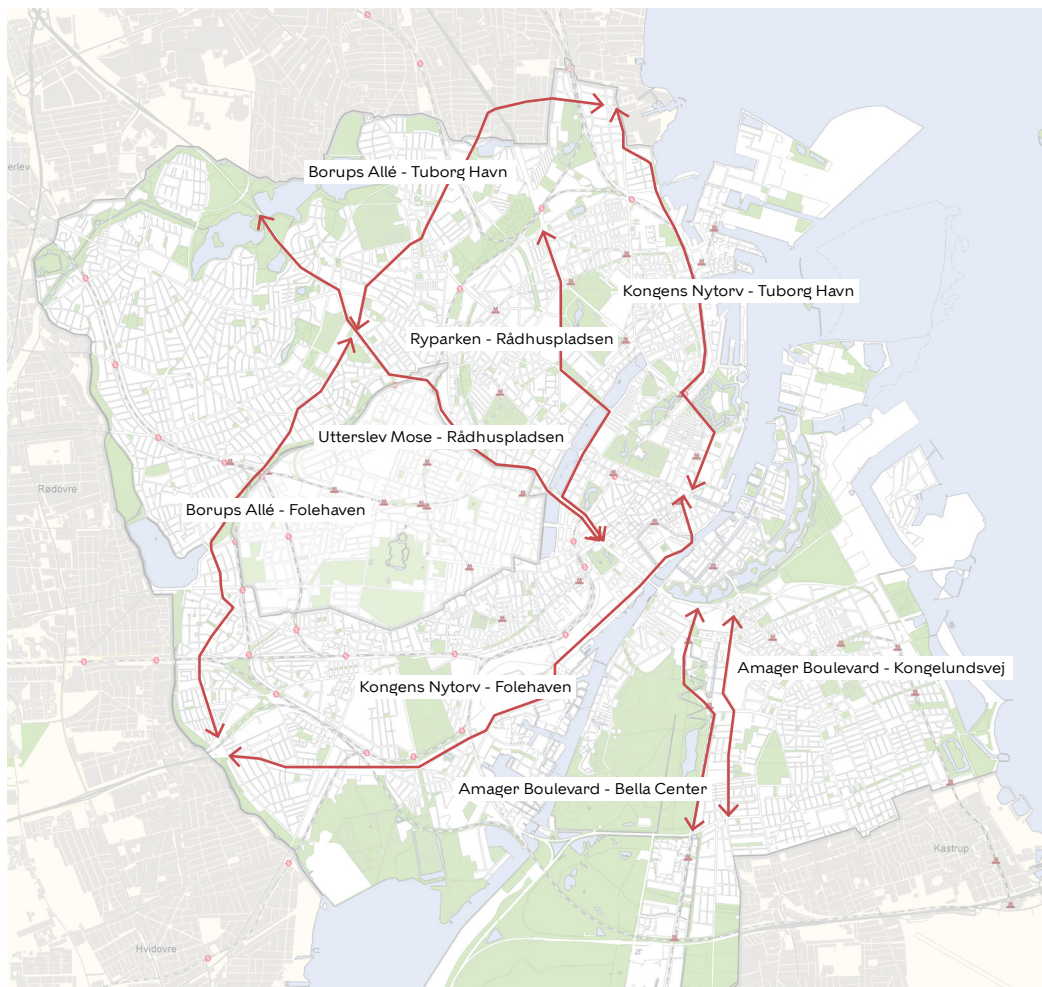 erlev
Borups Allé - Tuborg Havn
Kongens Nytorv - Tuborg Havn
Ryparken - Rådhuspladsen
Utterslev Mose - Rådhuspladsen
Rødovre
Borups Allé - Folehaven
Amager Boulevard - Kongelundsvej
Kongens Nytorv - Folehaven
Amager Boulevard - Bella Center
Kastrup
Hvidovre